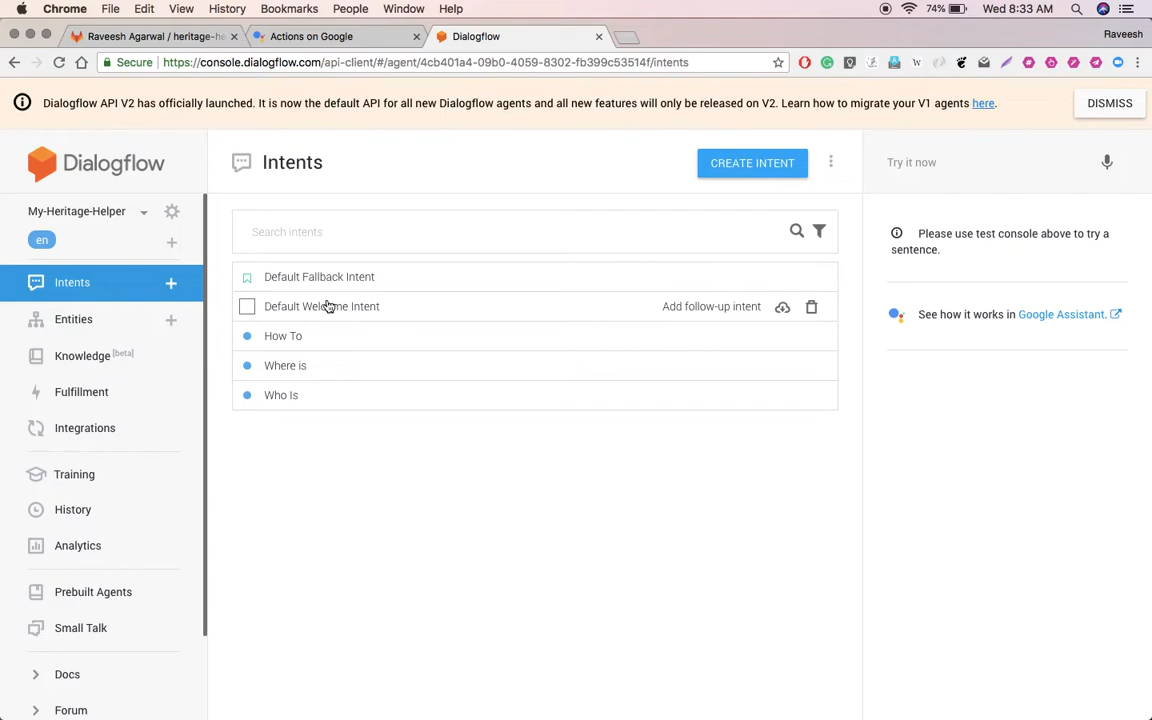 Chrome File Edit View History Bookmarks People Window Help 74% Wed 8:33 AM
Raveesh Agarwal / heritage-he Actions on Google Dialogflow Raveesh
Secure https://console.dialogflow.com/api-client/#/agent/4cb401a4-09b0-4059-8302-fb399c53514f/intents
Dialogflow API V2 has officially launched. It is now the default API for all new Dialogflow agents and all new features will only be released on V2. Learn how to migrate your V1 agents here. DISMISS
Dialogflow
Intents
CREATE INTENT
Try it now
My-Heritage-Helper
en
Search intents
Please use test console above to try a
sentence.
Intents
Default Fallback Intent
Default Welcome Intent
Add follow-up intent
See how it works in Google Assistant.
Entities
How To
Knowledge [beta]
Where is
Fulfillment
Who Is
Integrations
Training
History
Analytics
Prebuilt Agents
Small Talk
Docs
Forum